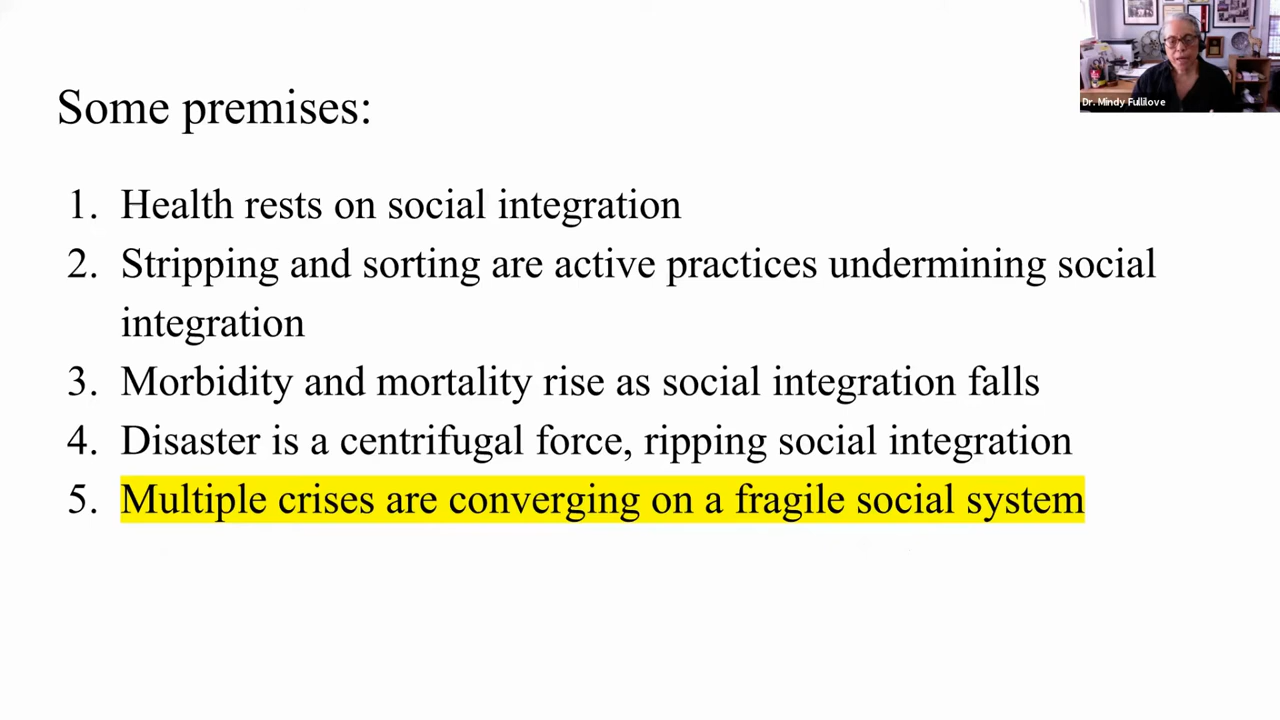 Dr. Mindy Fullilove
Some premises:
1. Health rests on social integration
2. Stripping and sorting are active practices undermining social
integration
3. Morbidity and mortality rise as social integration falls
4. Disaster is a centrifugal force, ripping social integration
5. Multiple crises are converging on a fragile social system